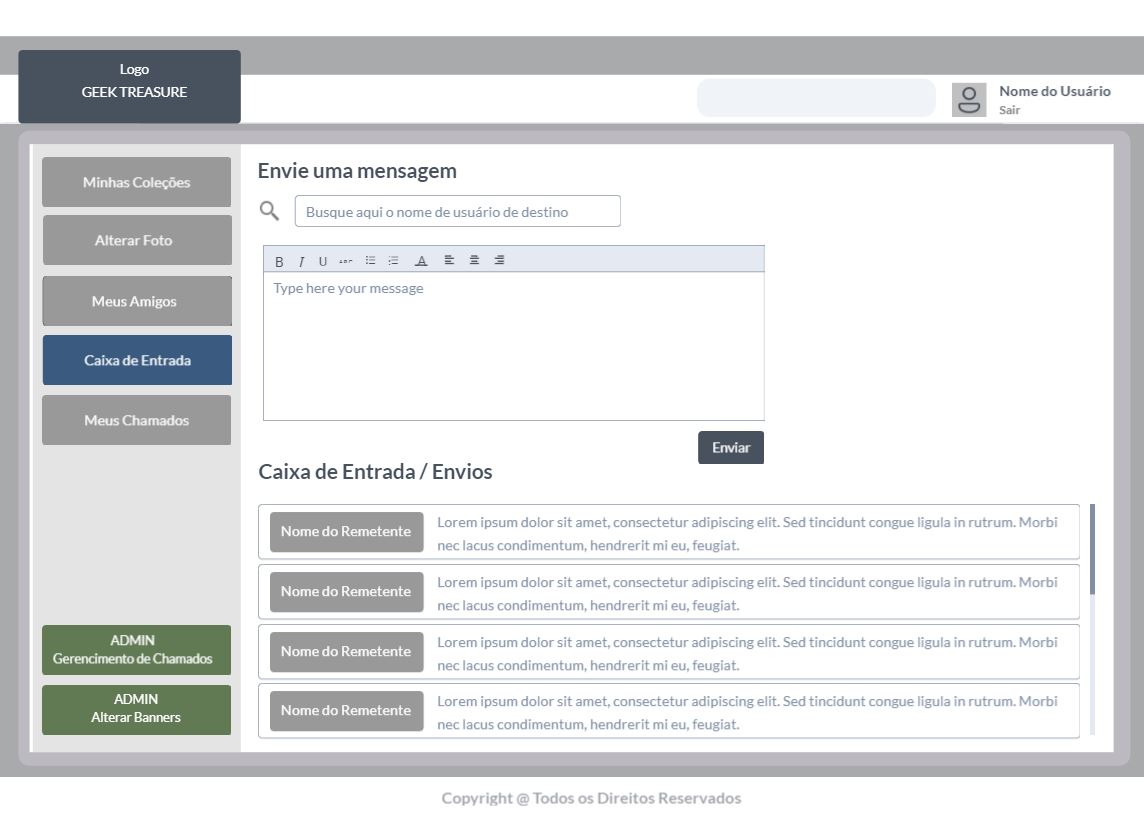 Logo
GEEK TREASURE
Nome do Usuário
Sair
Minhas Coleções
Alterar Foto
Meus Amigos
Caixa de Entrada
Meus Chamados
ADMIN
Gerencimento de Chamados
ADMIN
Alterar Banners
Envie uma mensagem
Busque aqui o nome de usuário de destino
B I U ABC A
Type here your message
Enviar
Caixa de Entrada / Envios
Nome do Remetente
Lorem ipsum dolor sit amet, consectetur adipiscing elit. Sed tincidunt congue ligula in rutrum. Morbi
nec lacus condimentum, hendrerit mi eu, feugiat.
Nome do Remetente
Lorem ipsum dolor sit amet, consectetur adipiscing elit. Sed tincidunt congue ligula in rutrum. Morbi
nec lacus condimentum, hendrerit mi eu, feugiat.
Nome do Remetente
Lorem ipsum dolor sit amet, consectetur adipiscing elit. Sed tincidunt congue ligula in rutrum. Morbi
nec lacus condimentum, hendrerit mi eu, feugiat.
Nome do Remetente
Lorem ipsum dolor sit amet, consectetur adipiscing elit. Sed tincidunt congue ligula in rutrum. Morbi
nec lacus condimentum, hendrerit mi eu, feugiat.
Copyright @ Todos os Direitos Reservados